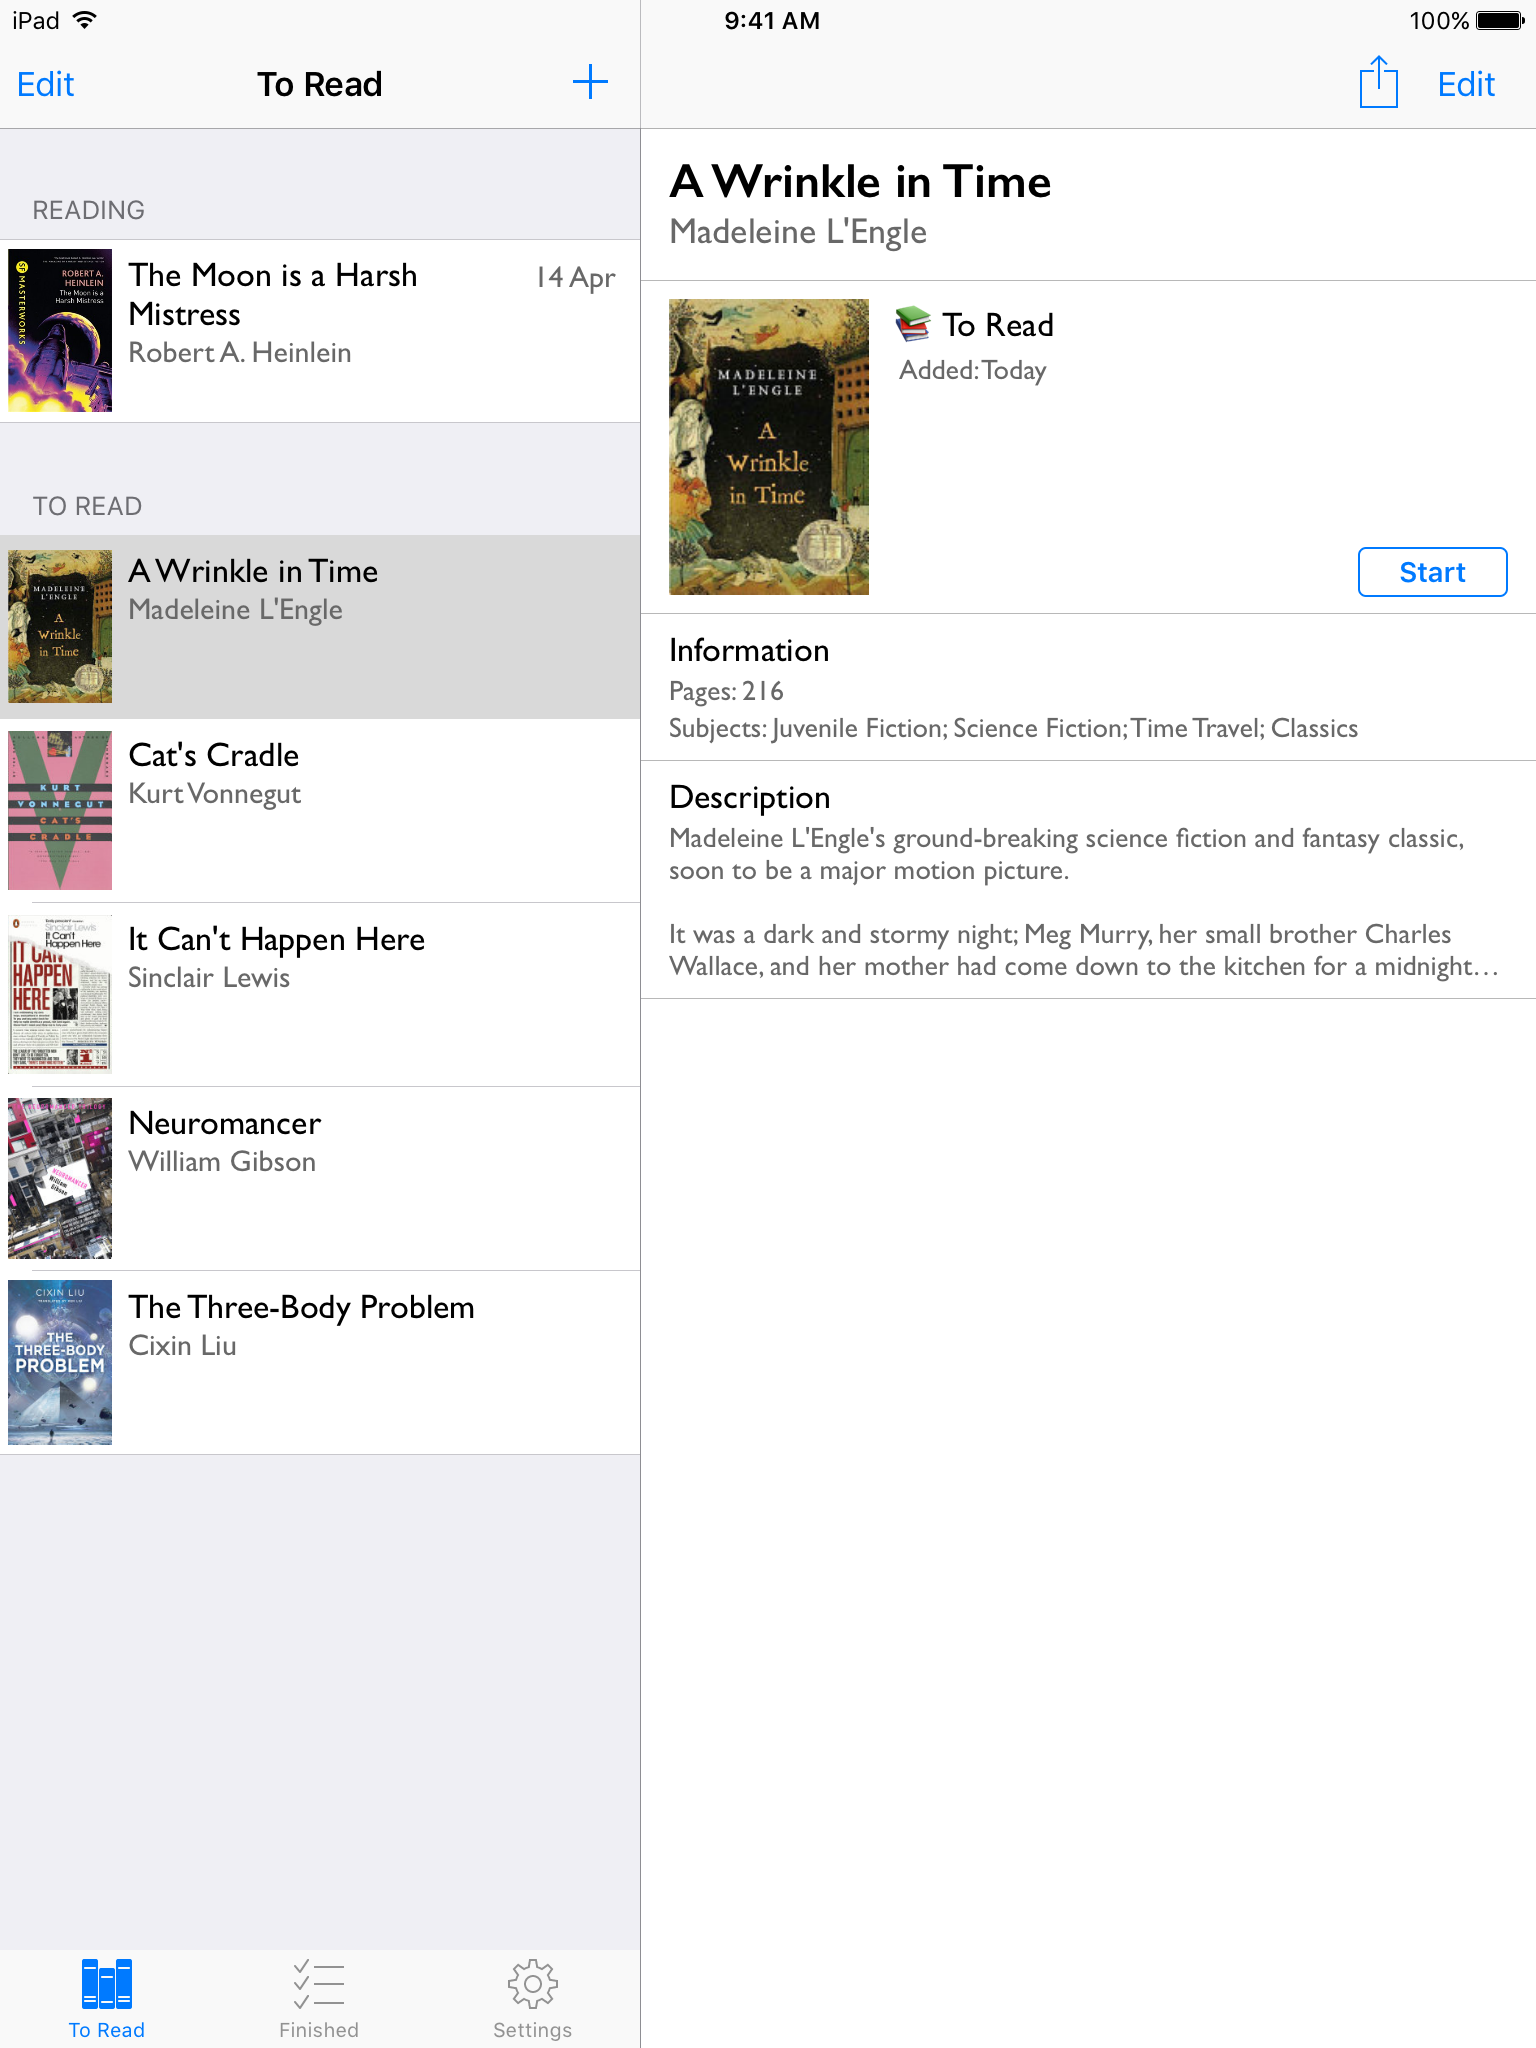 iPad
9:41 AM
100%
Edit
To Read
Edit
READING
SF MASTERWORKS
ROBERT A.
HEINLEIN
The Moon is a
Harsh Mistress
The Moon is a Harsh
Mistress
Robert A. Heinlein
14 Apr
TO READ
MADELEINE
L'ENGLE
A
Wrinkle
in Time
A Wrinkle in Time
Madeleine L'Engle
KURT
VONNEGUT
CAT'S
CRADLE
Cat's Cradle
Kurt Vonnegut
Sinclair Lewis
It Can't
Happen Here
IT CAN'
HAPPEN
HERE
It Can't Happen Here
Sinclair Lewis
NEUROMANCER
William
Gibson
Neuromancer
William Gibson
CIXIN LIU
THE
THREE-BODY
PROBLEM
The Three-Body Problem
Cixin Liu
To Read
Finished
Settings
A Wrinkle in Time
Madeleine L'Engle
MADELEINE
L'ENGLE
A
Wrinkle
in Time
To Read
Added: Today
Start
Information
Pages: 216
Subjects: Juvenile Fiction; Science Fiction; Time Travel; Classics
Description
Madeleine L'Engle's ground-breaking science fiction and fantasy classic,
soon to be a major motion picture.
It was a dark and stormy night; Meg Murry, her small brother Charles
Wallace, and her mother had come down to the kitchen for a midnight…